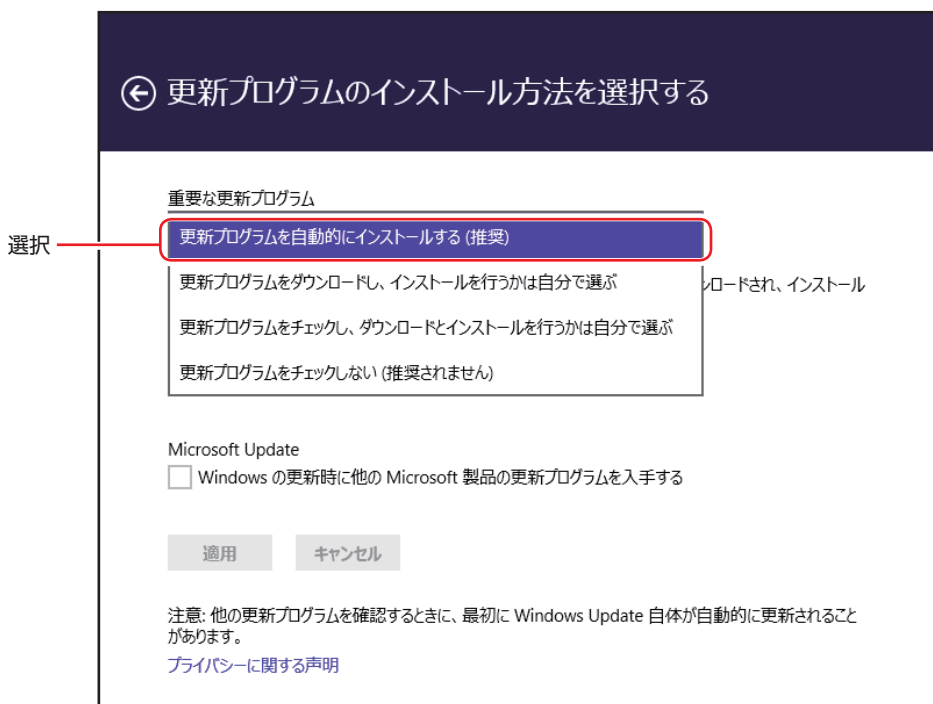 更新プログラムのインストール方法を選択する
重要な更新プログラム
選択
更新プログラムを自動的にインストールする (推奨)
更新プログラムをダウンロードし、インストールを行うかは自分で選ぶ
ロードされ、インストール
更新プログラムをチェックし、ダウンロードとインストールを行うかは自分で選ぶ
更新プログラムをチェックしない (推奨されません)
Microsoft Update
Windows の更新時に他の Microsoft 製品の更新プログラムを入手する
適用 キャンセル
注意: 他の更新プログラムを確認するときに、最初に Windows Update 自体が自動的に更新されること
があります。
プライバシーに関する声明